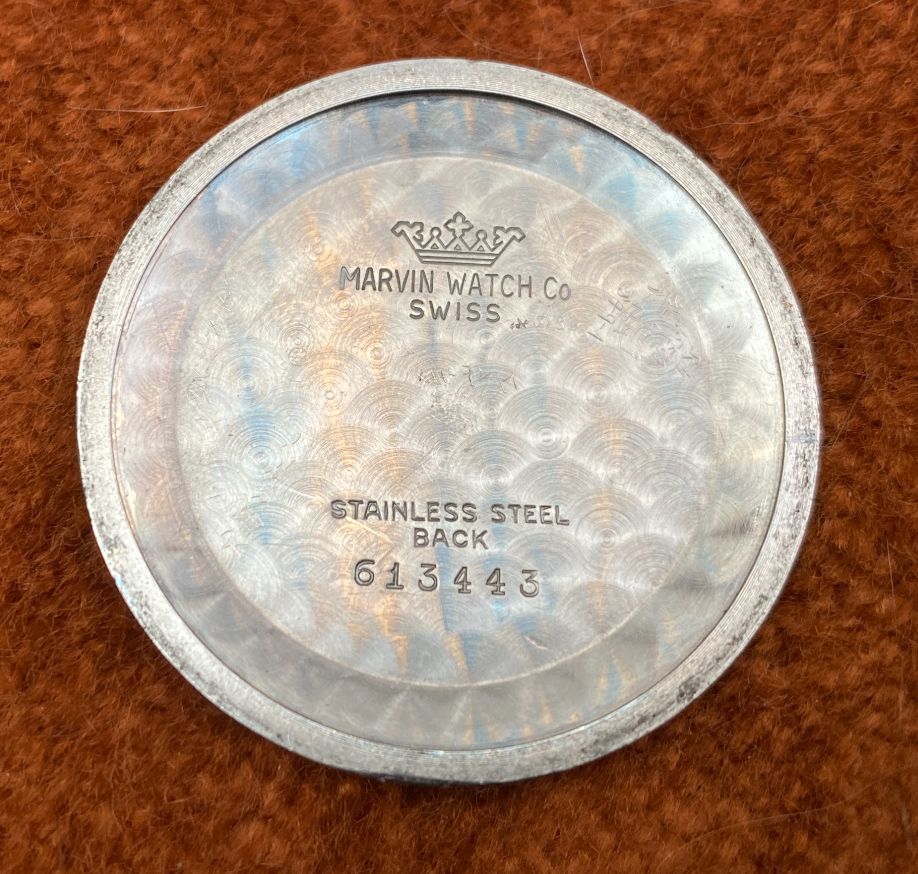 MARVIN WATCH Co
SWISS
STAINLESS STEEL
BACK
613443